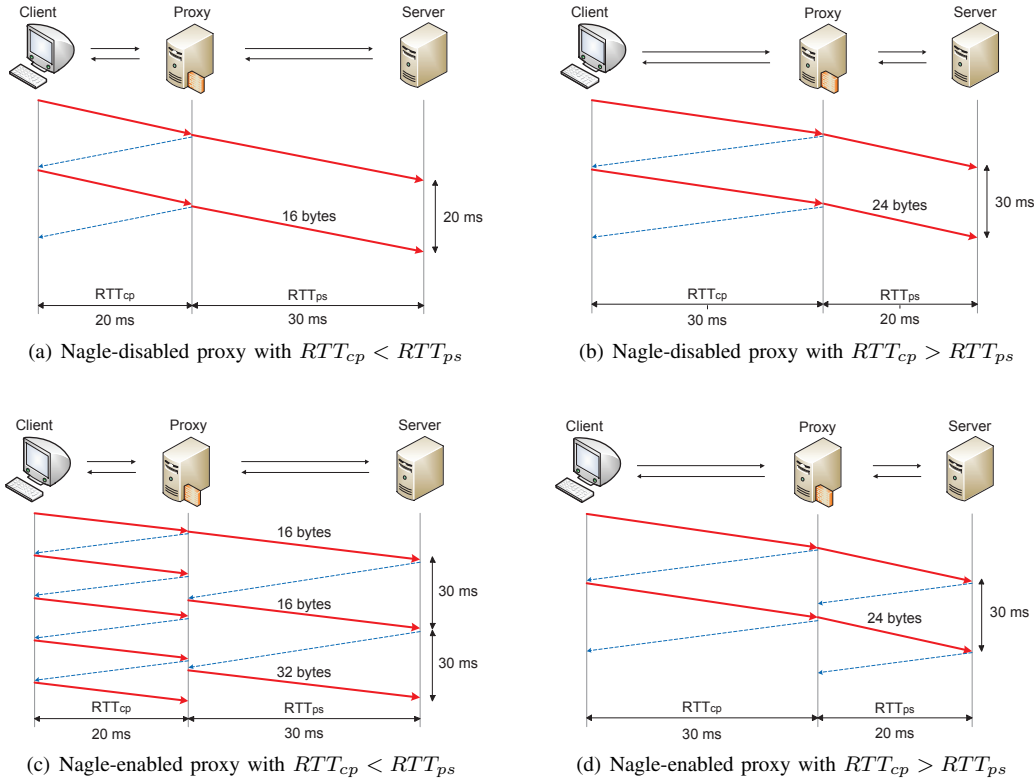 Client Proxy Server
16 bytes
20 ms
RTTcp RTTps
20 ms 30 ms
(a) Nagle-disabled proxy with RTTcp < RTTps
Client Proxy Server
24 bytes
30 ms
RTTcp RTTps
30 ms 20 ms
(b) Nagle-disabled proxy with RTTcp > RTTps
Client Proxy Server
16 bytes
30 ms
16 bytes
30 ms
32 bytes
RTTcp RTTps
20 ms 30 ms
(c) Nagle-enabled proxy with RTTcp < RTTps
Client Proxy Server
30 ms
24 bytes
RTTcp RTTps
30 ms 20 ms
(d) Nagle-enabled proxy with RTTcp > RTTps